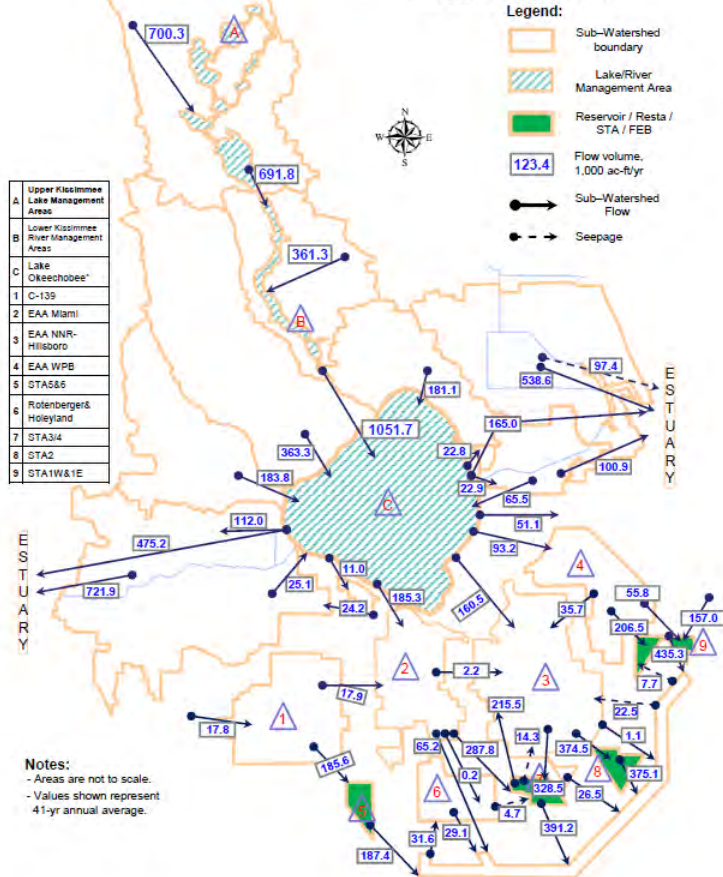 Legend:
Sub–Watershed
boundary
Lake/River
Management Area
Reservoir / Resta /
STA / FEB
123.4
Flow volume,
1,000 ac-ft/yr
Sub–Watershed
Flow
Seepage
N
W
E
S
700.3
A
691.8
361.3
B
A Upper Kissimmee
Lake Management
Areas
B Lower Kissimmee
River Management
Areas
C Lake
Okeechobee*
1 C-139
2 EAA Miami
3 EAA NNR-
Hillsboro
4 EAA WPB
5 STA5&6
6 Rotenberger&
Holeyland
7 STA3/4
8 STA2
9 STA1W&1E
97.4
538.6
181.1
165.0
1051.7
22.8
100.9
363.3
22.9
183.8
65.5
C
51.1
112.0
93.2
475.2
11.0
721.9
25.1
185.3
160.5
24.2
ESTUARY
ESTUARY
4
55.8
35.7
206.5
157.0
435.3
9
7.7
2
2.2
3
17.9
22.5
215.5
1
17.8
1.1
65.2
287.8
14.3
374.5
185.6
0.2
7
328.5
8
375.1
6
26.5
4.7
5
29.1
391.2
31.6
187.4
Notes:
- Areas are not to scale.
- Values shown represent
41-yr annual average.